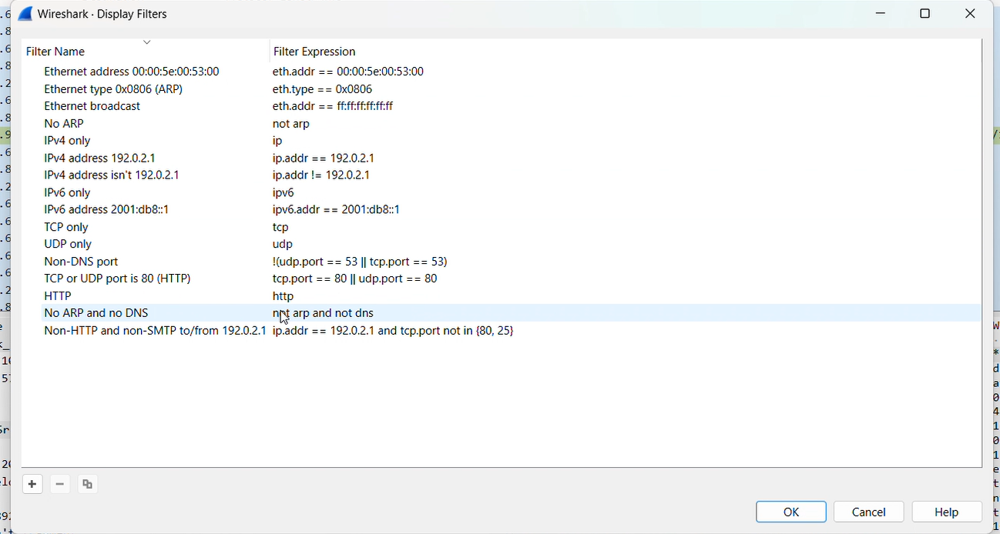 Wireshark · Display Filters
Filter Name Filter Expression
Ethernet address 00:00:5e:00:53:00 eth.addr == 00:00:5e:00:53:00
Ethernet type 0x0806 (ARP) eth.type == 0x0806
Ethernet broadcast eth.addr == ff:ff:ff:ff:ff:ff
No ARP not arp
IPv4 only ip
IPv4 address 192.0.2.1 ip.addr == 192.0.2.1
IPv4 address isn't 192.0.2.1 ip.addr != 192.0.2.1
IPv6 only ipv6
IPv6 address 2001:db8::1 ipv6.addr == 2001:db8::1
TCP only tcp
UDP only udp
Non-DNS port !(udp.port == 53 || tcp.port == 53)
TCP or UDP port is 80 (HTTP) tcp.port == 80 || udp.port == 80
HTTP http
No ARP and no DNS not arp and not dns
Non-HTTP and non-SMTP to/from 192.0.2.1 ip.addr == 192.0.2.1 and tcp.port not in {80, 25}
OK Cancel Help